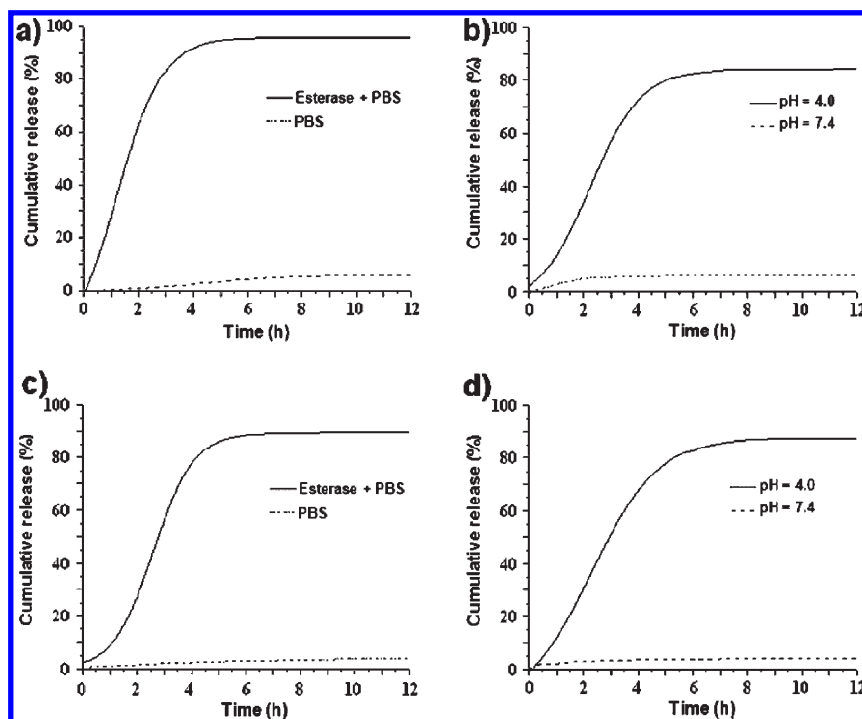 a)
Cumulative release (%)
100
80
60
40
20
0
Esterase + PBS
PBS
0 2 4 6 8 10 12
Time (h)
b)
Cumulative release (%)
100
80
60
40
20
0
pH = 4.0
pH = 7.4
0 2 4 6 8 10 12
Time (h)
c)
Cumulative release (%)
100
80
60
40
20
0
Esterase + PBS
PBS
0 2 4 6 8 10 12
Time (h)
d)
Cumulative release (%)
100
80
60
40
20
0
pH = 4.0
pH = 7.4
0 2 4 6 8 10 12
Time (h)